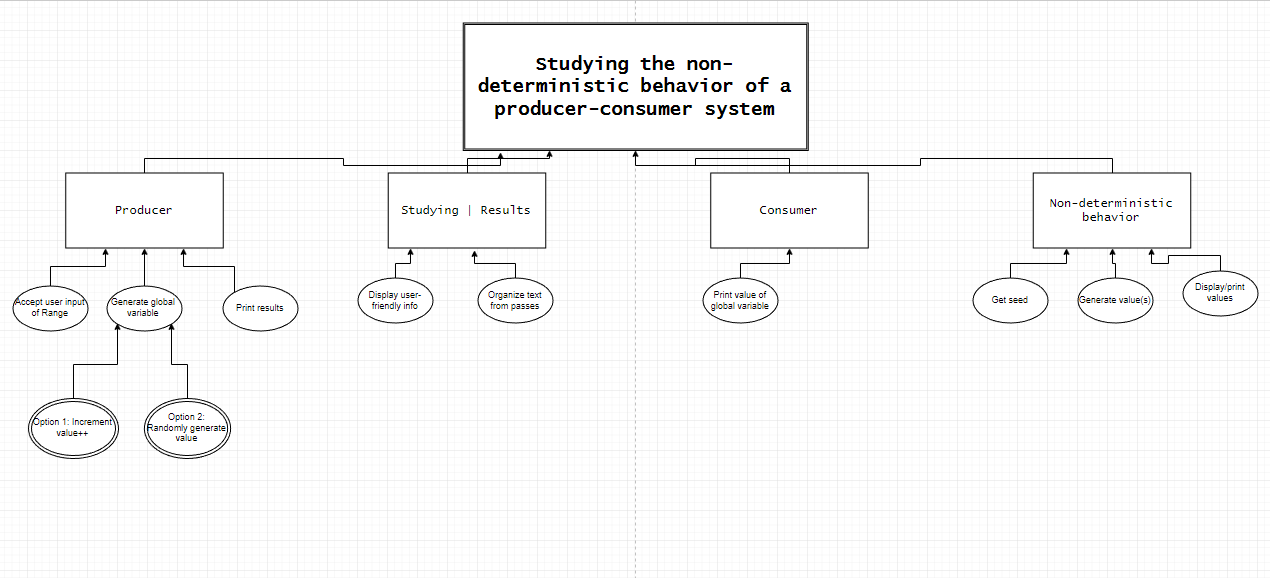 Studying the non-
deterministic behavior of a
producer-consumer system
Producer
Studying | Results
Consumer
Non-deterministic
behavior
Accept user input
of Range
Generate global
variable
Print results
Display user-
friendly info
Organize text
from passes
Print value of
global variable
Get seed
Generate value(s)
Display/print
values
Option 1: Increment
value++
Option 2:
Randomly generate
value